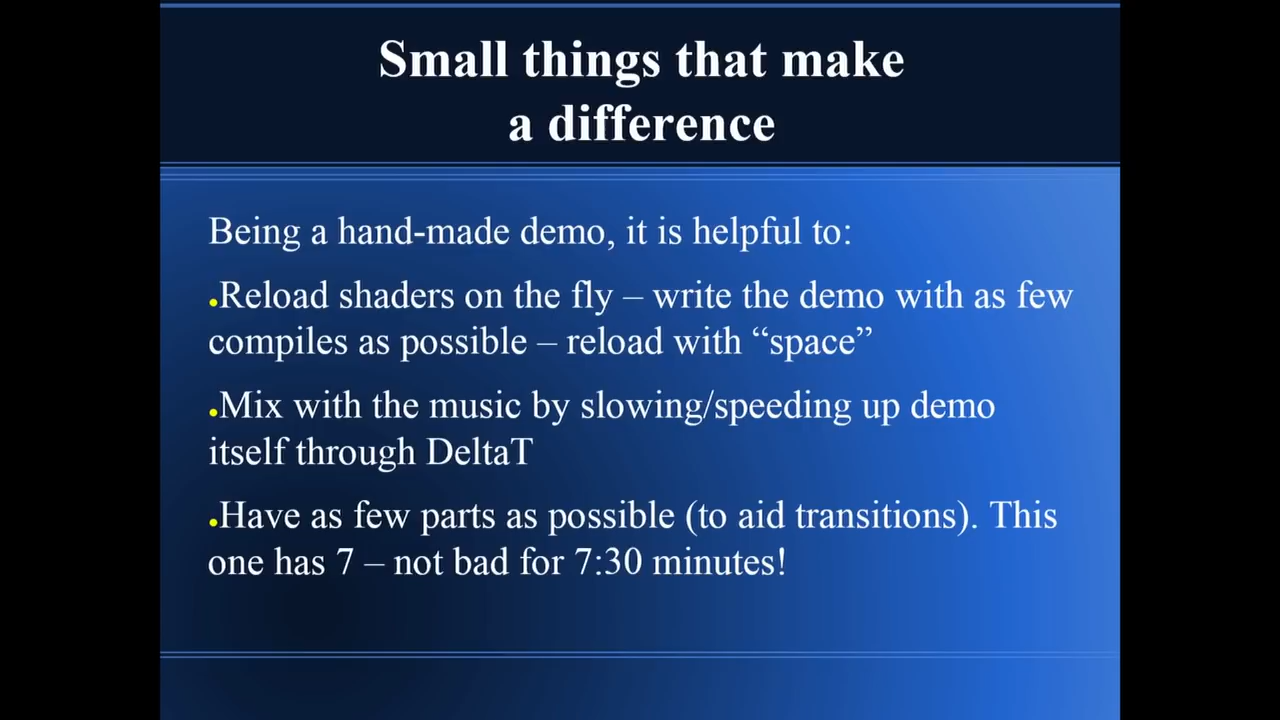 Small things that make
a difference
Being a hand-made demo, it is helpful to:
●Reload shaders on the fly – write the demo with as few
compiles as possible – reload with “space”
●Mix with the music by slowing/speeding up demo
itself through DeltaT
●Have as few parts as possible (to aid transitions). This
one has 7 – not bad for 7:30 minutes!